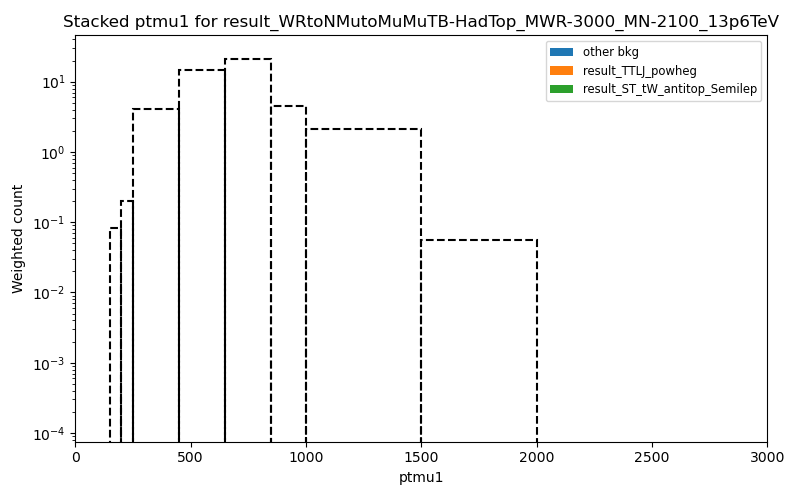 Stacked ptmu1 for result_WRtoNMutoMuMuTB-HadTop_MWR-3000_MN-2100_13p6TeV
other bkg
result_TTLJ_powheg
result_ST_tW_antitop_Semilep
Weighted count
10¹
10⁰
10⁻¹
10⁻²
10⁻³
10⁻⁴
0 500 1000 1500 2000 2500 3000
ptmu1